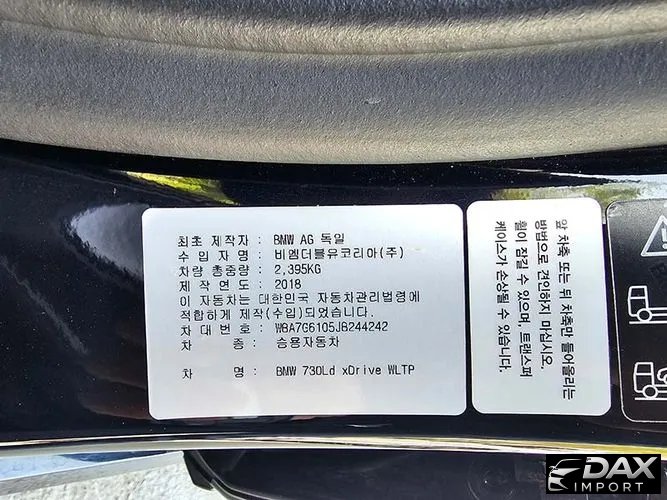 최초 제작자 : BMW AG 독일
수 입 자 명 : 비엠더블유코리아(주)
차량 총중량 : 2,395KG
제 작 연 도 : 2018
이 자동차는 대한민국 자동차관리법령에
적합하게 제작(수입)되었습니다.
차 대 번 호 : WBA7G6105JB244242
차 종 : 승용자동차
차 명 : BMW 730Ld xDrive WLTP
앞 차축 또는 뒤 차축만 들어올리는
방법으로 견인하지 마십시오.
휠이 잠길 수 있으며, 트랜스퍼
케이스가 손상될 수 있습니다.
DAX
IMPORT